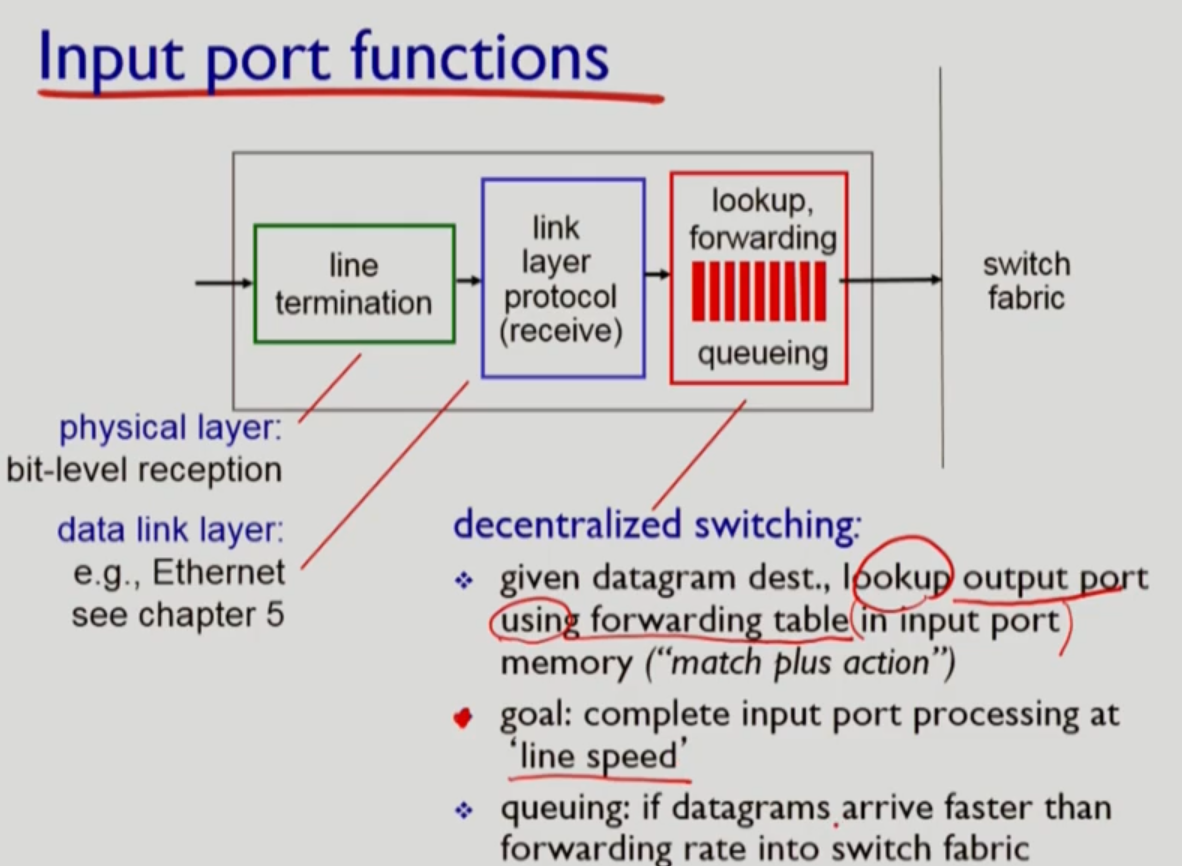 Input port functions
line
termination
link
layer
protocol
(receive)
lookup,
forwarding
queueing
switch
fabric
physical layer:
bit-level reception
data link layer:
e.g., Ethernet
see chapter 5
decentralized switching:
given datagram dest., lookup output port
using forwarding table in input port
memory (“match plus action”)
goal: complete input port processing at
‘line speed’
queuing: if datagrams arrive faster than
forwarding rate into switch fabric